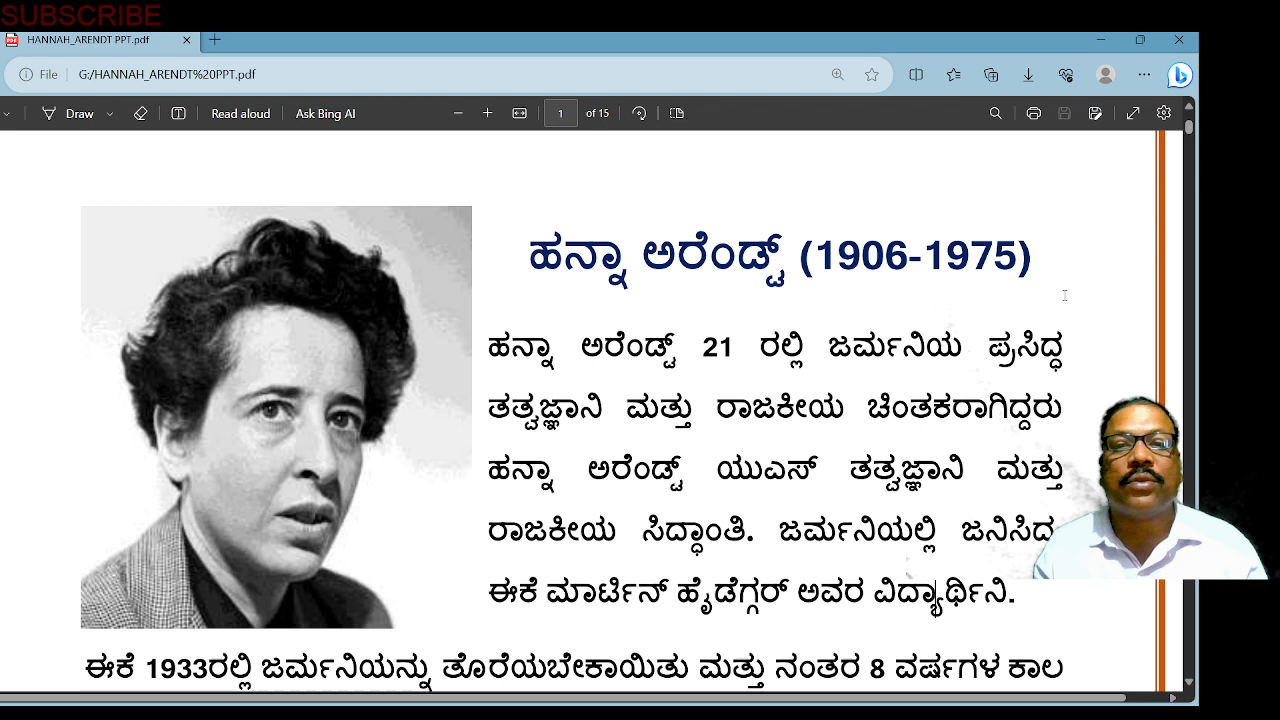 SUBSCRIBE
HANNAH_ARENDT PPT.pdf
File G:/HANNAH_ARENDT%20PPT.pdf
Draw Read aloud Ask Bing AI 1 of 15
ಹನ್ನಾ ಅರೆಂಡ್ಟ್ (1906-1975)
ಹನ್ನಾ ಅರೆಂಡ್ಟ್ 21 ರಲ್ಲಿ ಜರ್ಮನಿಯ ಪ್ರಸಿದ್ಧ
ತತ್ವಜ್ಞಾನಿ ಮತ್ತು ರಾಜಕೀಯ ಚಿಂತಕರಾಗಿದ್ದರು
ಹನ್ನಾ ಅರೆಂಡ್ಟ್ ಯುಎಸ್ ತತ್ವಜ್ಞಾನಿ ಮತ್ತು
ರಾಜಕೀಯ ಸಿದ್ಧಾಂತಿ. ಜರ್ಮನಿಯಲ್ಲಿ ಜನಿಸಿದ
ಈಕೆ ಮಾರ್ಟಿನ್ ಹೈಡೆಗ್ಗರ್ ಅವರ ವಿದ್ಯಾರ್ಥಿನಿ.
ಈಕೆ 1933ರಲ್ಲಿ ಜರ್ಮನಿಯನ್ನು ತೊರೆಯಬೇಕಾಯಿತು ಮತ್ತು ನಂತರ 8 ವರ್ಷಗಳ ಕಾಲ